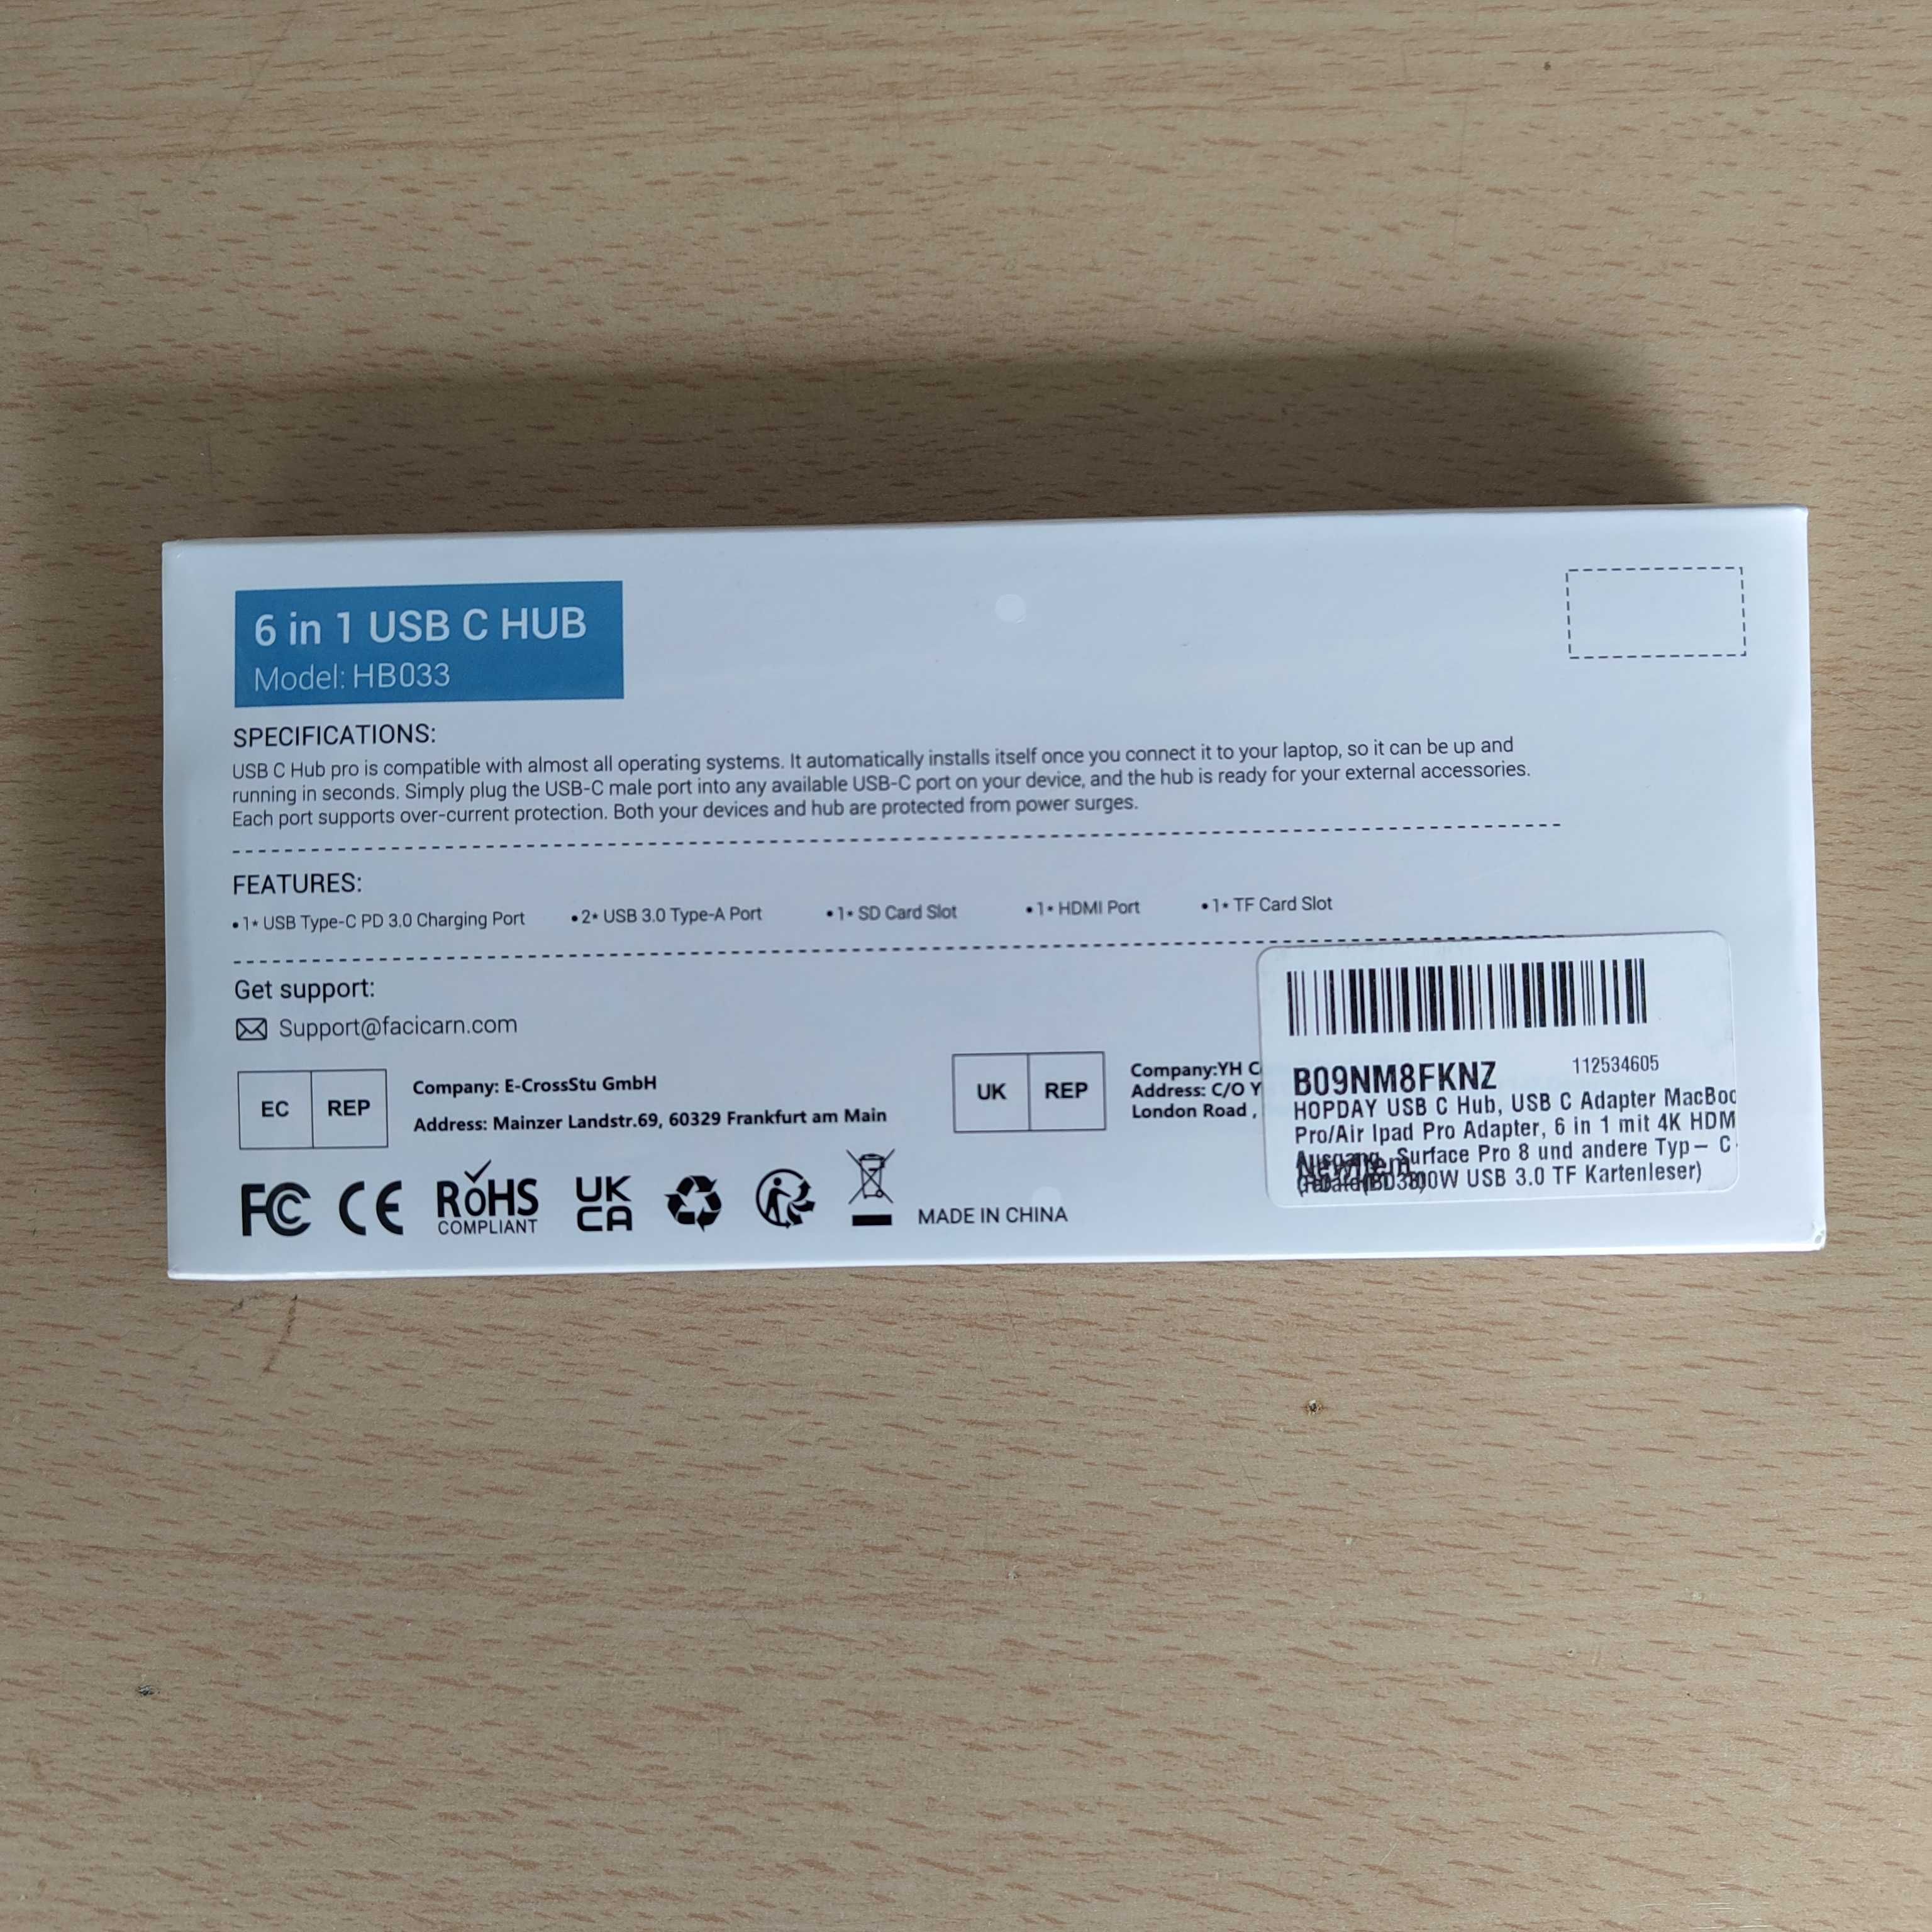 6 in 1 USB C HUB
Model: HB033
SPECIFICATIONS:
USB C Hub pro is compatible with almost all operating systems. It automatically installs itself once you connect it to your laptop, so it can be up and
running in seconds. Simply plug the USB-C male port into any available USB-C port on your device, and the hub is ready for your external accessories.
Each port supports over-current protection. Both your devices and hub are protected from power surges.
FEATURES:
•1* USB Type-C PD 3.0 Charging Port •2* USB 3.0 Type-A Port •1* SD Card Slot •1* HDMI Port •1* TF Card Slot
Get support:
Support@facicarn.com
EC REP
Company: E-CrossStu GmbH
Address: Mainzer Landstr.69, 60329 Frankfurt am Main
UK REP
Company:YH C
Address: C/O Y
London Road ,
FC CE RoHS COMPLIANT UK CA
MADE IN CHINA
B09NM8FKNZ 112534605
HOPDAY USB C Hub, USB C Adapter MacBoo
Pro/Air Ipad Pro Adapter, 6 in 1 mit 4K HDM
Surface Pro 8 und andere Typ– C
USB 3.0 TF Kartenleser)